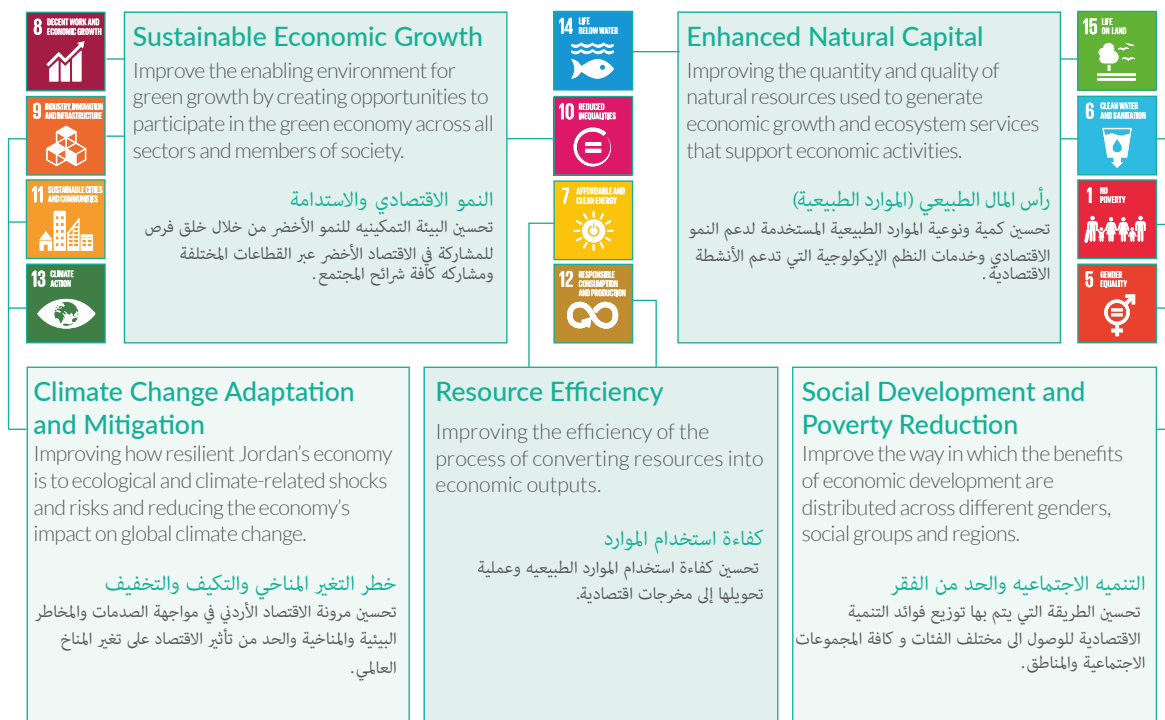 8 DECENT WORK AND
ECONOMIC GROWTH
9 INDUSTRY, INNOVATION
AND INFRASTRUCTURE
11 SUSTAINABLE CITIES
AND COMMUNITIES
13 CLIMATE
ACTION
Sustainable Economic Growth
Improve the enabling environment for
green growth by creating opportunities to
participate in the green economy across all
sectors and members of society.
النمو الاقتصادي والاستدامة
تحسين البيئة التمكينيه للنمو الأخضر من خلال خلق فرص
للمشاركة في الاقتصاد الأخضر عبر القطاعات المختلفة
ومشاركه كافة شرائح المجتمع.
14 LIFE
BELOW WATER
10 REDUCED
INEQUALITIES
7 AFFORDABLE AND
CLEAN ENERGY
12 RESPONSIBLE
CONSUMPTION
AND PRODUCTION
Enhanced Natural Capital
Improving the quantity and quality of
natural resources used to generate
economic growth and ecosystem services
that support economic activities.
رأس المال الطبيعي (الموارد الطبيعية)
تحسين كمية ونوعية الموارد الطبيعية المستخدمة لدعم النمو
الاقتصادي وخدمات النظم الإيكولوجية التي تدعم الأنشطة
الاقتصادية.
15 LIFE
ON LAND
6 CLEAN WATER
AND SANITATION
1 NO
POVERTY
5 GENDER
EQUALITY
Climate Change Adaptation
and Mitigation
Improving how resilient Jordan's economy
is to ecological and climate-related shocks
and risks and reducing the economy's
impact on global climate change.
خطر التغير المناخي والتكيف والتخفيف
تحسين مرونة الاقتصاد الأردني في مواجهة الصدمات والمخاطر
البيئية والمناخية والحد من تأثير الاقتصاد على تغير المناخ
العالمي.
Resource Efficiency
Improving the efficiency of the
process of converting resources into
economic outputs.
كفاءة استخدام الموارد
تحسين كفاءة استخدام الموارد الطبيعيه وعملية
تحويلها إلى مخرجات اقتصادية.
Social Development and
Poverty Reduction
Improve the way in which the benefits
of economic development are
distributed across different genders,
social groups and regions.
التنميه الاجتماعيه والحد من الفقر
تحسين الطريقة التي يتم بها توزيع فوائد التنمية
الاقتصادية للوصول الى مختلف الفئات و كافة المجموعات
الاجتماعية والمناطق.